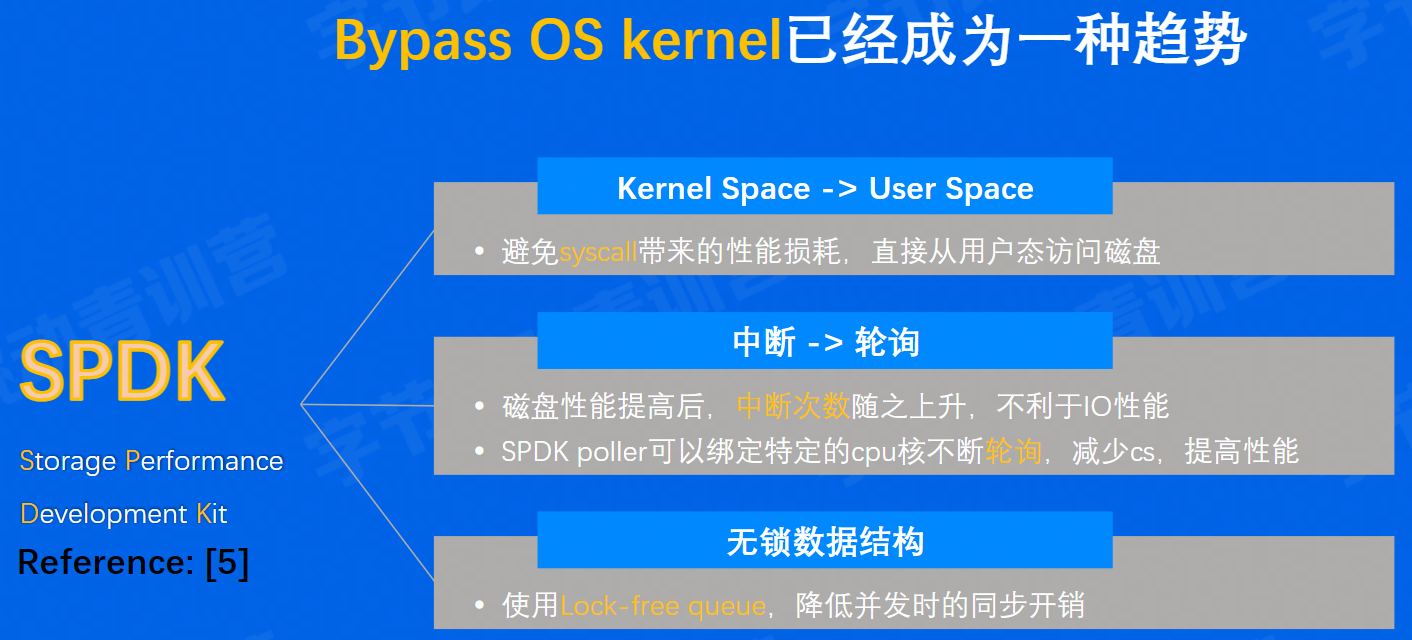 Bypass OS kernel已经成为一种趋势
Kernel Space -> User Space
• 避免syscall带来的性能损耗，直接从用户态访问磁盘
中断 -> 轮询
• 磁盘性能提高后，中断次数随之上升，不利于IO性能
• SPDK poller可以绑定特定的cpu核不断轮询，减少cs，提高性能
无锁数据结构
• 使用Lock-free queue，降低并发时的同步开销
SPDK
Storage Performance
Development Kit
Reference: [5]